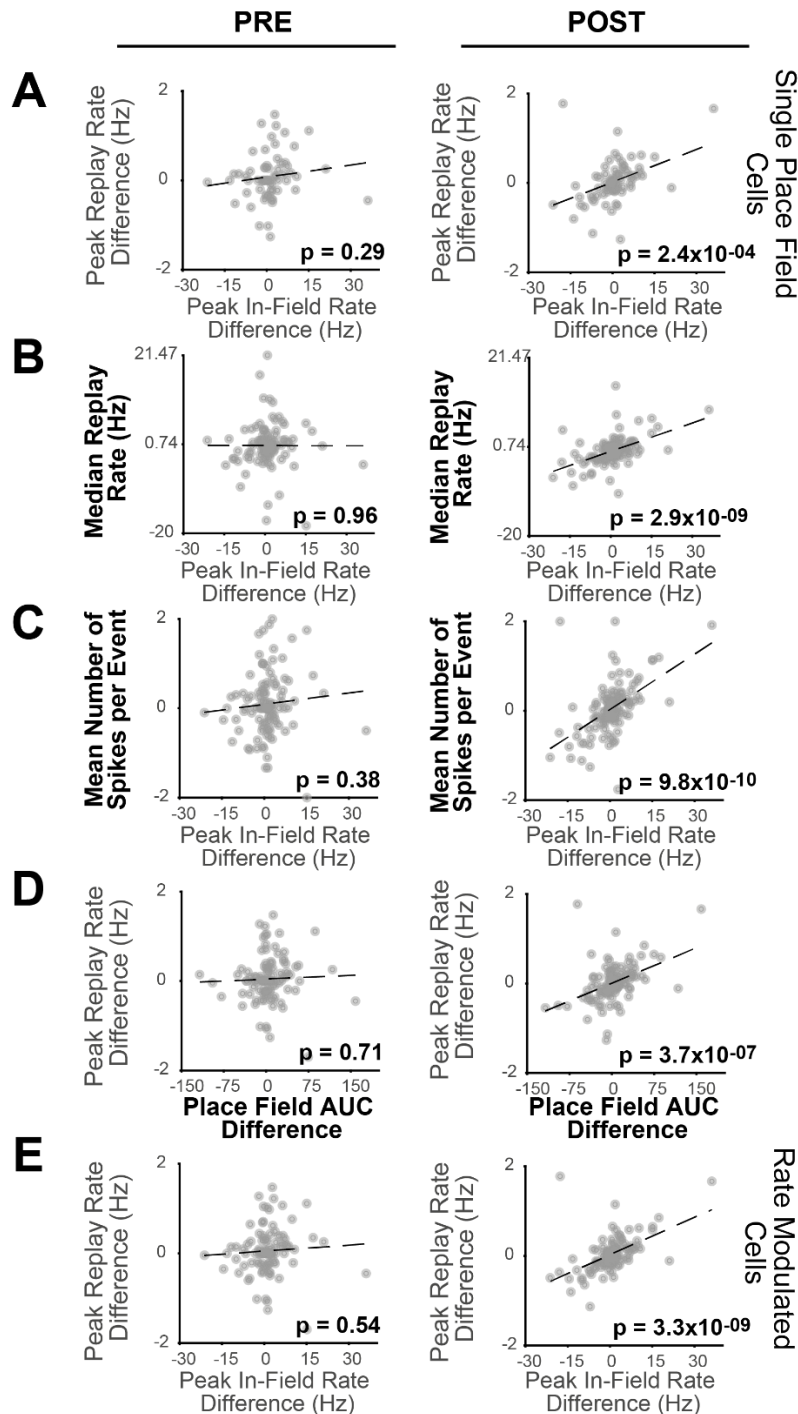 PRE
POST
A
Peak Replay Rate
Difference (Hz)
2
0
-2
-30 -15 0 15 30
Peak In-Field Rate
Difference (Hz)
p = 0.29
Peak Replay Rate
Difference (Hz)
2
0
-2
-30 -15 0 15 30
Peak In-Field Rate
Difference (Hz)
p = 2.4x10-04
Single Place Field
Cells
B
Median Replay
Rate (Hz)
21.47
0.74
-20
-30 -15 0 15 30
Peak In-Field Rate
Difference (Hz)
p = 0.96
Median Replay
Rate (Hz)
21.47
0.74
-20
-30 -15 0 15 30
Peak In-Field Rate
Difference (Hz)
p = 2.9x10-09
C
Mean Number of
Spikes per Event
2
0
-2
-30 -15 0 15 30
Peak In-Field Rate
Difference (Hz)
p = 0.38
Mean Number of
Spikes per Event
2
0
-2
-30 -15 0 15 30
Peak In-Field Rate
Difference (Hz)
p = 9.8x10-10
D
Peak Replay Rate
Difference (Hz)
2
0
-2
-150 -75 0 75 150
Place Field AUC
Difference
p = 0.71
Peak Replay Rate
Difference (Hz)
2
0
-2
-150 -75 0 75 150
Place Field AUC
Difference
p = 3.7x10-07
E
Peak Replay Rate
Difference (Hz)
2
0
-2
-30 -15 0 15 30
Peak In-Field Rate
Difference (Hz)
p = 0.54
Peak Replay Rate
Difference (Hz)
2
0
-2
-30 -15 0 15 30
Peak In-Field Rate
Difference (Hz)
p = 3.3x10-09
Rate Modulated
Cells